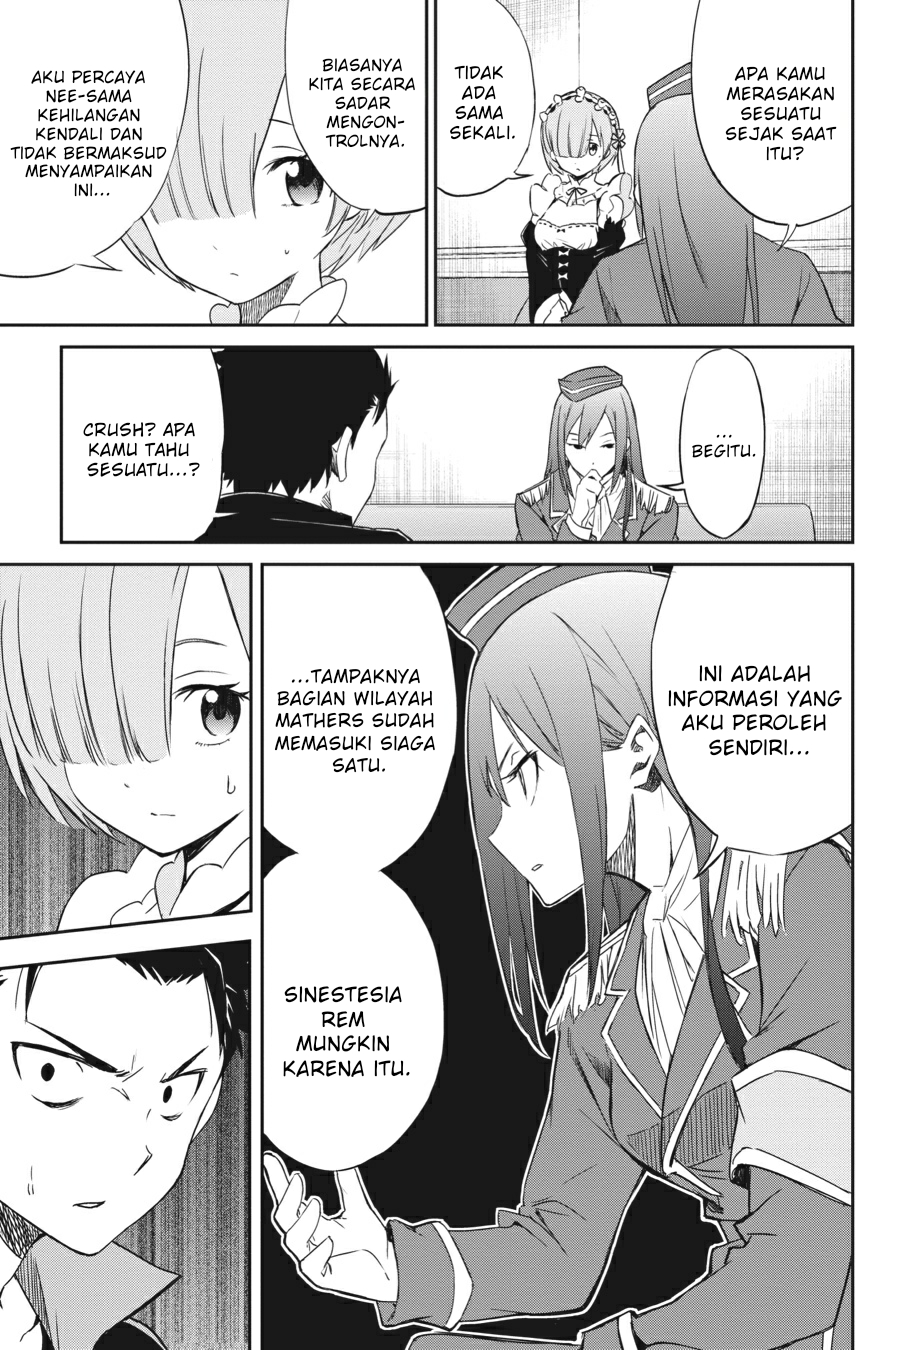 APA KAMU
MERASAKAN
SESUATU
SEJAK SAAT
ITU?
TIDAK
ADA
SAMA
SEKALI.
BIASANYA
KITA SECARA
SADAR
MENGON-
TROLNYA.
AKU PERCAYA
NEE-SAMA
KEHILANGAN
KENDALI DAN
TIDAK BERMAKSUD
MENYAMPAIKAN
INI...
...
BEGITU.
CRUSH? APA
KAMU TAHU
SESUATU...?
INI ADALAH
INFORMASI YANG
AKU PEROLEH
SENDIRI...
...TAMPAKNYA
BAGIAN WILAYAH
MATHERS SUDAH
MEMASUKI SIAGA
SATU.
SINESTESIA
REM
MUNGKIN
KARENA ITU.